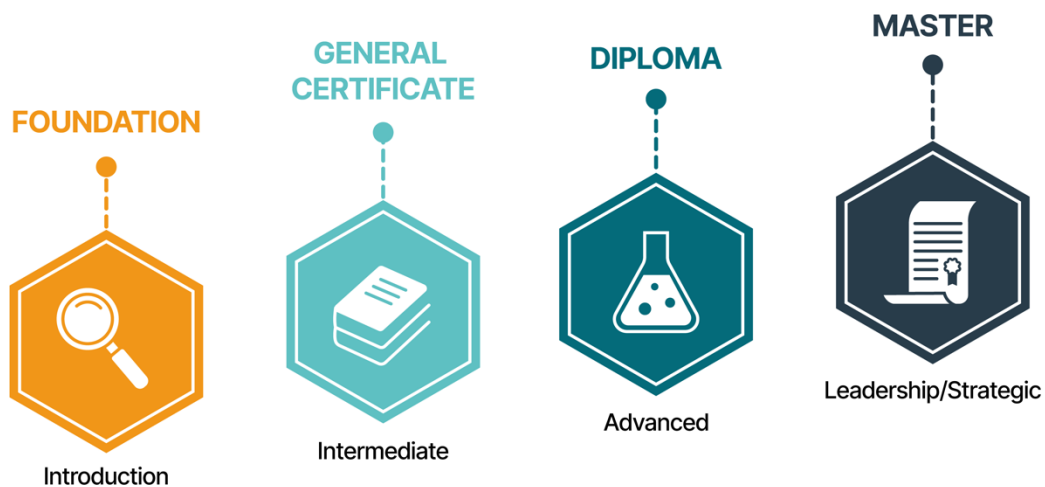 FOUNDATION
Introduction
GENERAL
CERTIFICATE
Intermediate
DIPLOMA
Advanced
MASTER
Leadership/Strategic